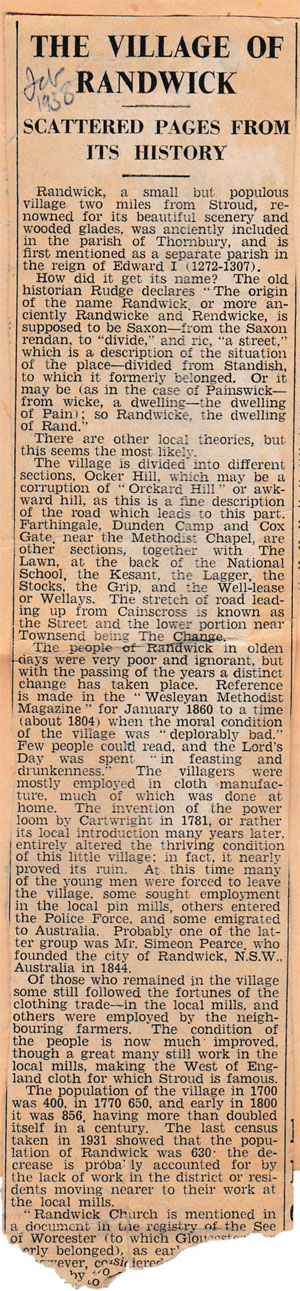 THE VILLAGE OF
RANDWICK
Feb
1938
SCATTERED PAGES FROM
ITS HISTORY
Randwick, a small but populous
village two miles from Stroud, re-
nowned for its beautiful scenery and
wooded glades, was anciently included
in the parish of Thornbury, and is
first mentioned as a separate parish in
the reign of Edward I (1272-1307).
How did it get its name? The old
historian Rudge declares "The origin
of the name Randwick, or more an-
ciently Randwicke and Rendwicke, is
supposed to be Saxon—from the Saxon
rendan, to "divide," and ric, "a street,"
which is a description of the situation
of the place—divided from Standish,
to which it formerly belonged. Or it
may be (as in the case of Painswick—
from wicke, a dwelling—the dwelling
of Pain); so Randwicke, the dwelling
of Rand."
There are other local theories, but
this seems the most likely.
The village is divided into different
sections, Ocker Hill, which may be a
corruption of "Orckard Hill" or awk-
ward hill, as this is a fine description
of the road which leads to this part.
Farthingale, Dunden Camp and Cox
Gate, near the Methodist Chapel, are
other sections, together with The
Lawn, at the back of the National
School, the Kesant, the Lagger, the
Stocks, the Grip, and the Well-lease
or Wellays. The stretch of road lead-
ing up from Cainscross is known as
the Street and the lower portion near
Townsend being The Change.
The people of Randwick in olden
days were very poor and ignorant, but
with the passing of the years a distinct
change has taken place. Reference
is made in the "Wesleyan Methodist
Magazine" for January 1860 to a time
(about 1804) when the moral condition
of the village was "deplorably bad."
Few people could read, and the Lord's
Day was spent "in feasting and
drunkenness." The villagers were
mostly employed in cloth manufac-
ture, much of which was done at
home. The invention of the power
loom by Cartwright in 1781, or rather
its local introduction many years later,
entirely altered the thriving condition
of this little village; in fact, it nearly
proved its ruin. At this time many
of the young men were forced to leave
the village, some sought employment
in the local pin mills, others entered
the Police Force, and some emigrated
to Australia. Probably one of the lat-
ter group was Mr. Simeon Pearce, who
founded the city of Randwick, N.S.W.,
Australia in 1844.
Of those who remained in the village
some still followed the fortunes of the
clothing trade—in the local mills, and
others were employed by the neigh-
bouring farmers. The condition of
the people is now much improved,
though a great many still work in the
local mills, making the West of Eng-
land cloth for which Stroud is famous.
The population of the village in 1700
was 400, in 1770 650, and early in 1800
it was 856, having more than doubled
itself in a century. The last census
taken in 1931 showed that the popu-
lation of Randwick was 630; the de-
crease is probably accounted for by
the lack of work in the district or resi-
dents moving nearer to their work at
the local mills.
"Randwick Church is mentioned in
a document in the registry of the See
of Worcester (to which
erly belonged), as
by